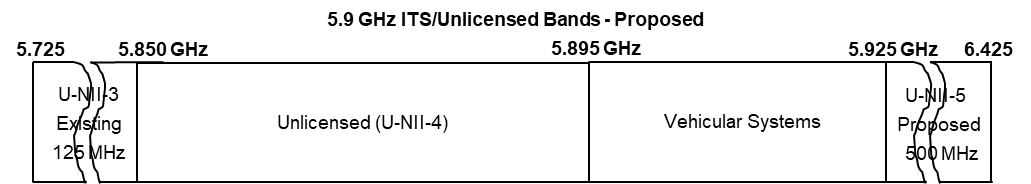 5.9 GHz ITS/Unlicensed Bands - Proposed
5.725 5.850 GHz 5.895 GHz 5.925 GHz 6.425
U-NII-3
Existing
125 MHz
Unlicensed (U-NII-4)
Vehicular Systems
U-NII-5
Proposed
500 MHz